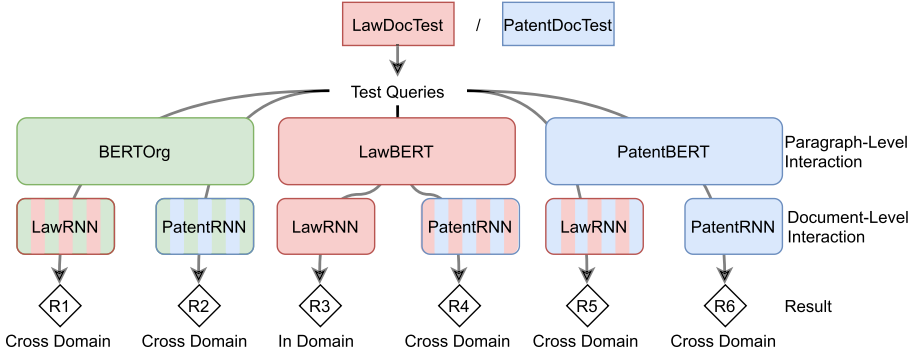 LawDocTest / PatentDocTest
Test Queries
BERTOrg LawBERT PatentBERT
Paragraph-Level
Interaction
LawRNN PatentRNN LawRNN PatentRNN LawRNN PatentRNN
Document-Level
Interaction
R1 R2 R3 R4 R5 R6 Result
Cross Domain Cross Domain In Domain Cross Domain Cross Domain Cross Domain